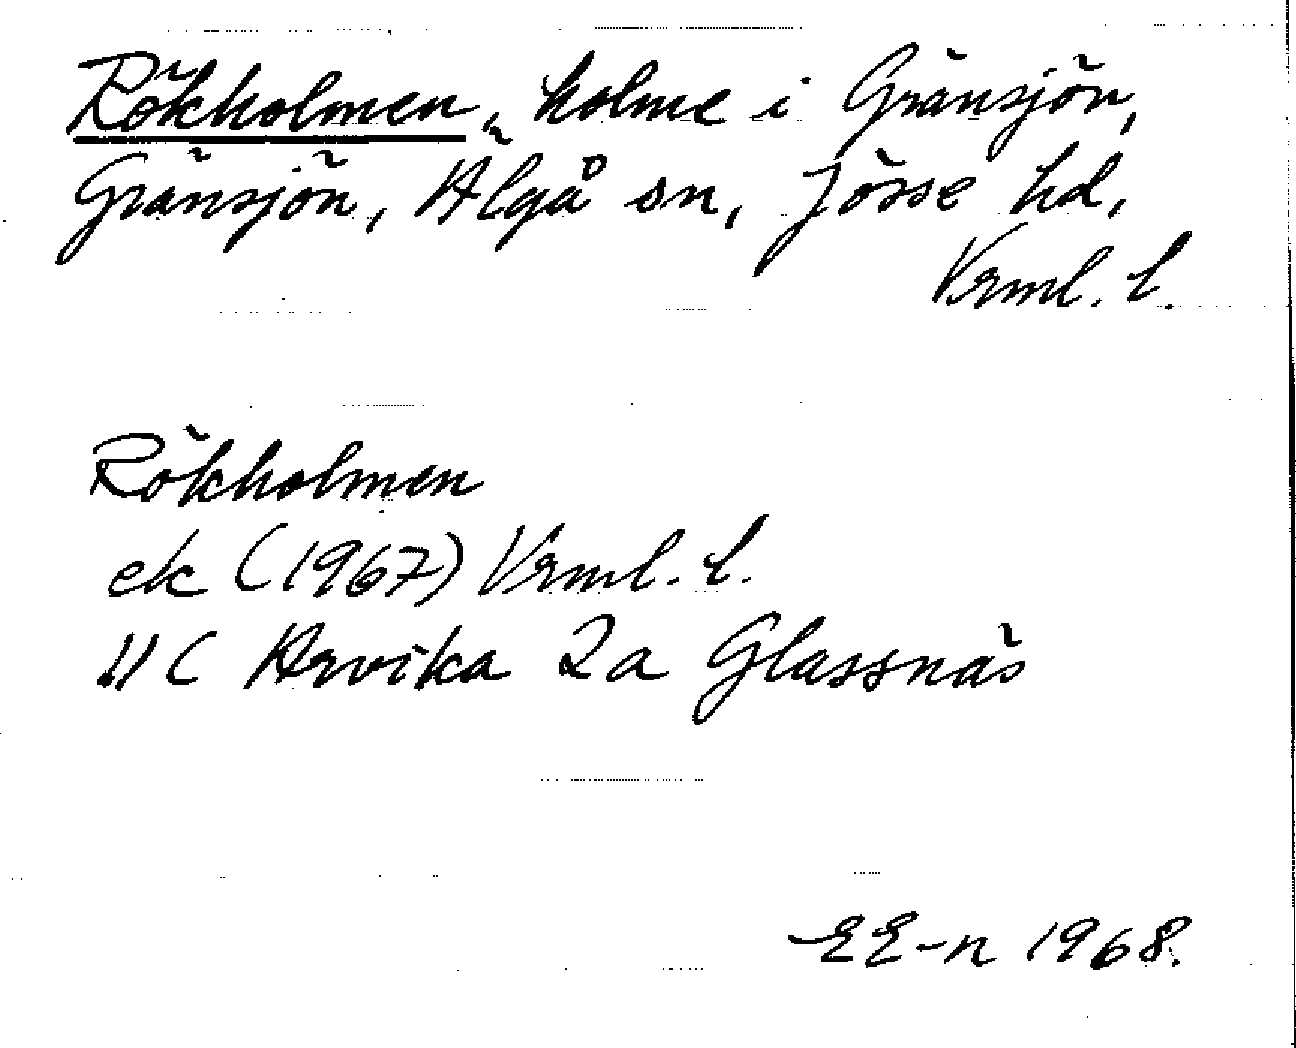 Rökholmen, holme i Gränsjön,
Gränsjön, Älgå sn, Jösse hd,
Vrml. l.
Rökholmen
ek (1967) Vrml. l.
11C Arvika 2a Glassnäs
EE-n 1968.